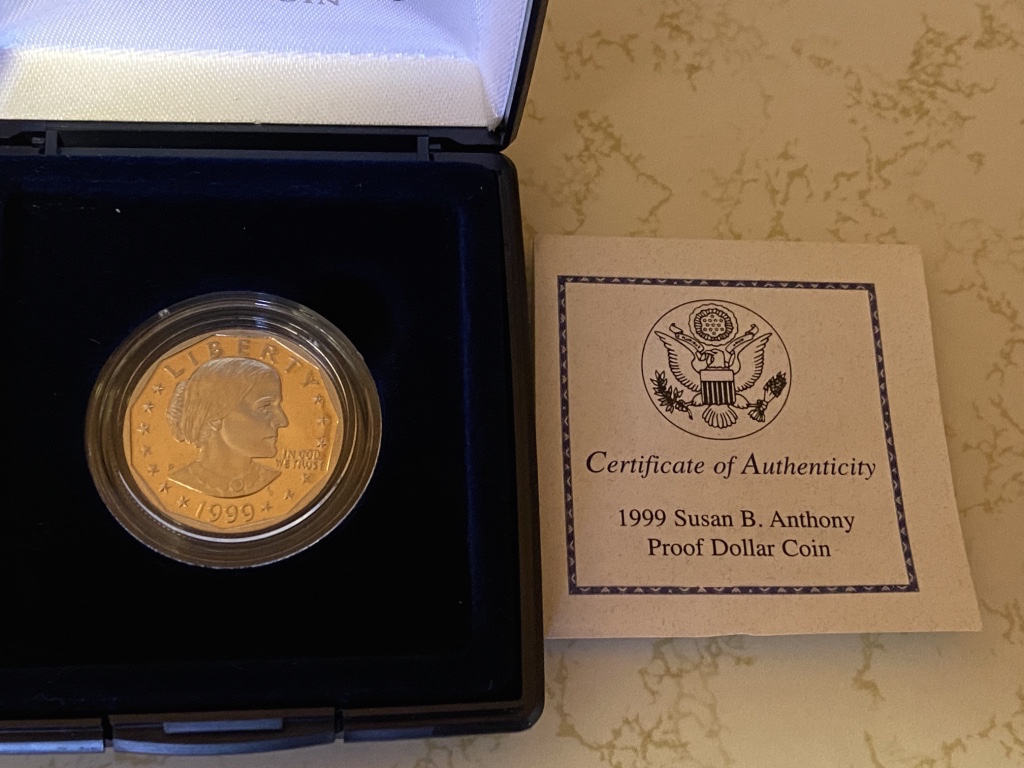 LIBERTY
IN GOD
WE TRUST
P
1999
Certificate of Authenticity
1999 Susan B. Anthony
Proof Dollar Coin